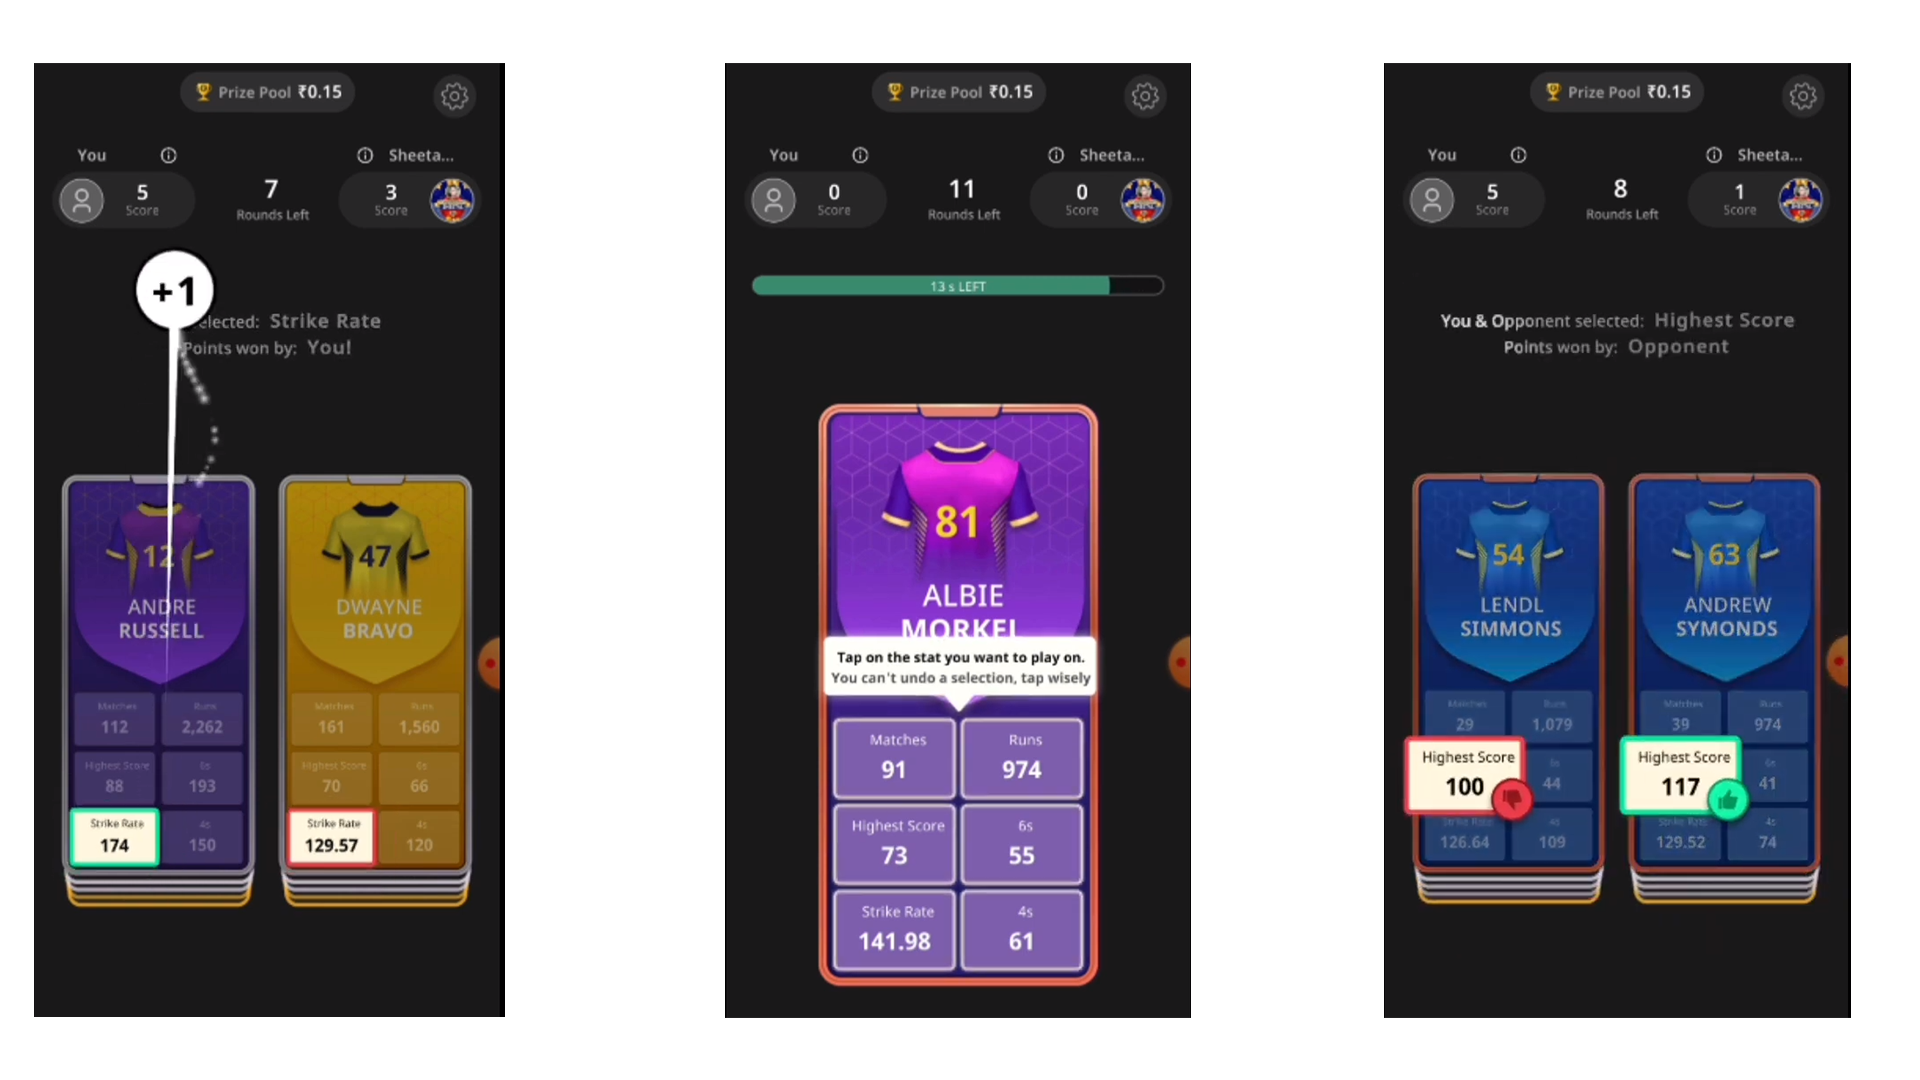 Prize Pool ₹0.15
You
Sheeta...
5
Score
7
Rounds Left
3
Score
+1
elected: Strike Rate
Points won by: You!
12
ANDRE
RUSSELL
Matches
112
Runs
2,262
Highest Score
88
6s
193
Strike Rate
174
4s
150
47
DWAYNE
BRAVO
Matches
161
Runs
1,560
Highest Score
70
6s
66
Strike Rate
129.57
4s
120
Prize Pool ₹0.15
You
Sheeta...
0
Score
11
Rounds Left
0
Score
13 s LEFT
81
ALBIE
MORKEL
Tap on the stat you want to play on.
You can't undo a selection, tap wisely
Matches
91
Runs
974
Highest Score
73
6s
55
Strike Rate
141.98
4s
61
Prize Pool ₹0.15
You
Sheeta...
5
Score
8
Rounds Left
1
Score
You & Opponent selected: Highest Score
Points won by: Opponent
54
LENDL
SIMMONS
Matches
29
Runs
1,079
Highest Score
100
6s
44
Strike Rate
126.64
4s
109
63
ANDREW
SYMONDS
Matches
39
Runs
974
Highest Score
117
6s
41
Strike Rate
129.52
4s
74